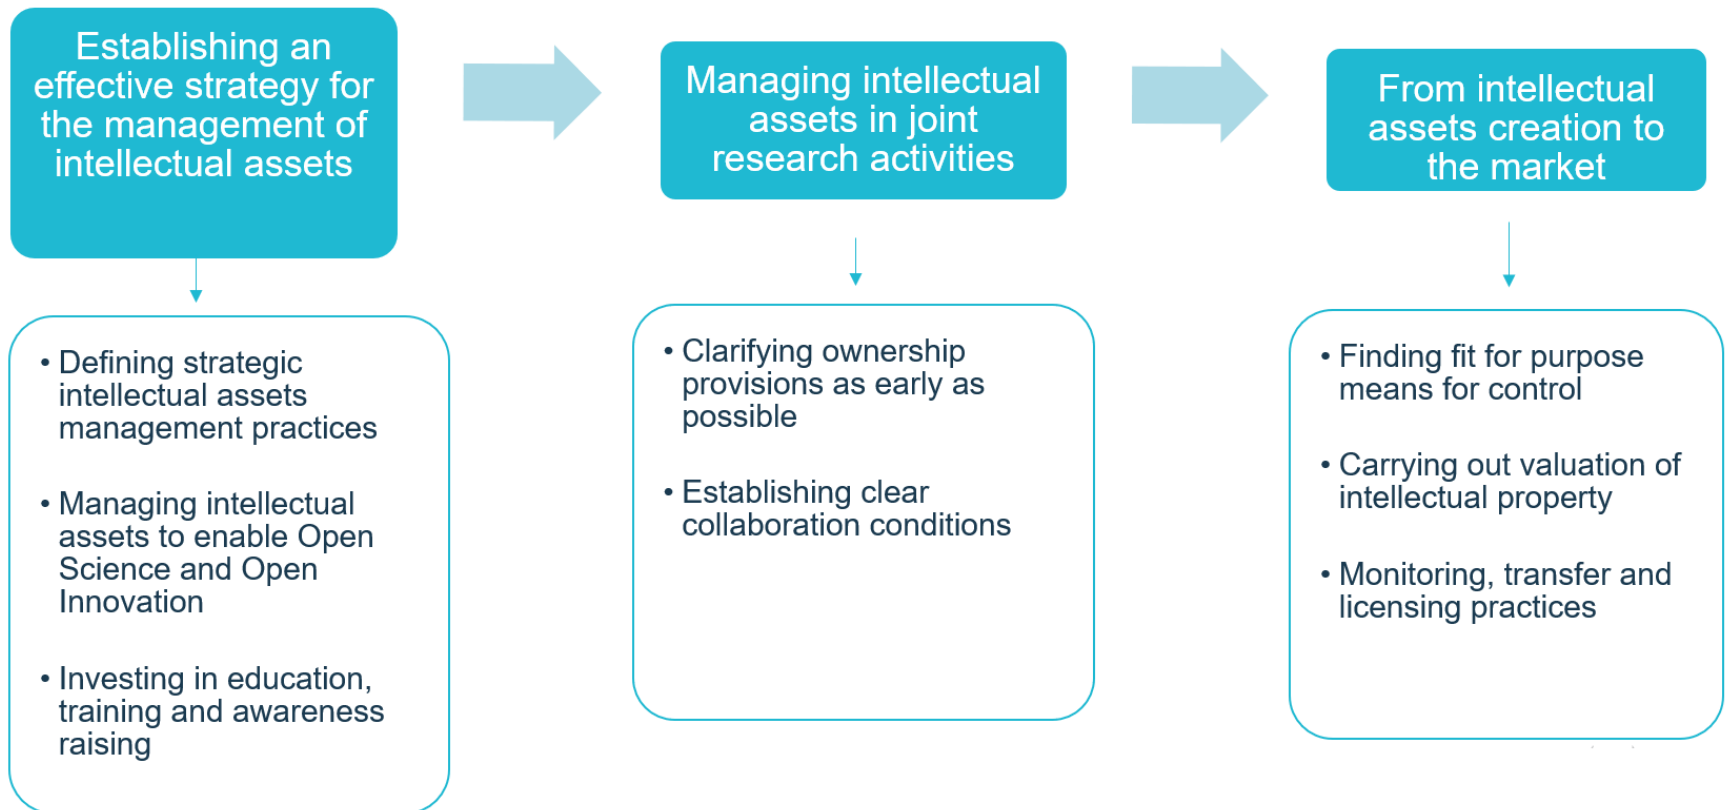 Establishing an
effective strategy for
the management of
intellectual assets
Managing intellectual
assets in joint
research activities
From intellectual
assets creation to
the market
• Defining strategic
intellectual assets
management practices
• Managing intellectual
assets to enable Open
Science and Open
Innovation
• Investing in education,
training and awareness
raising
• Clarifying ownership
provisions as early as
possible
• Establishing clear
collaboration conditions
• Finding fit for purpose
means for control
• Carrying out valuation of
intellectual property
• Monitoring, transfer and
licensing practices